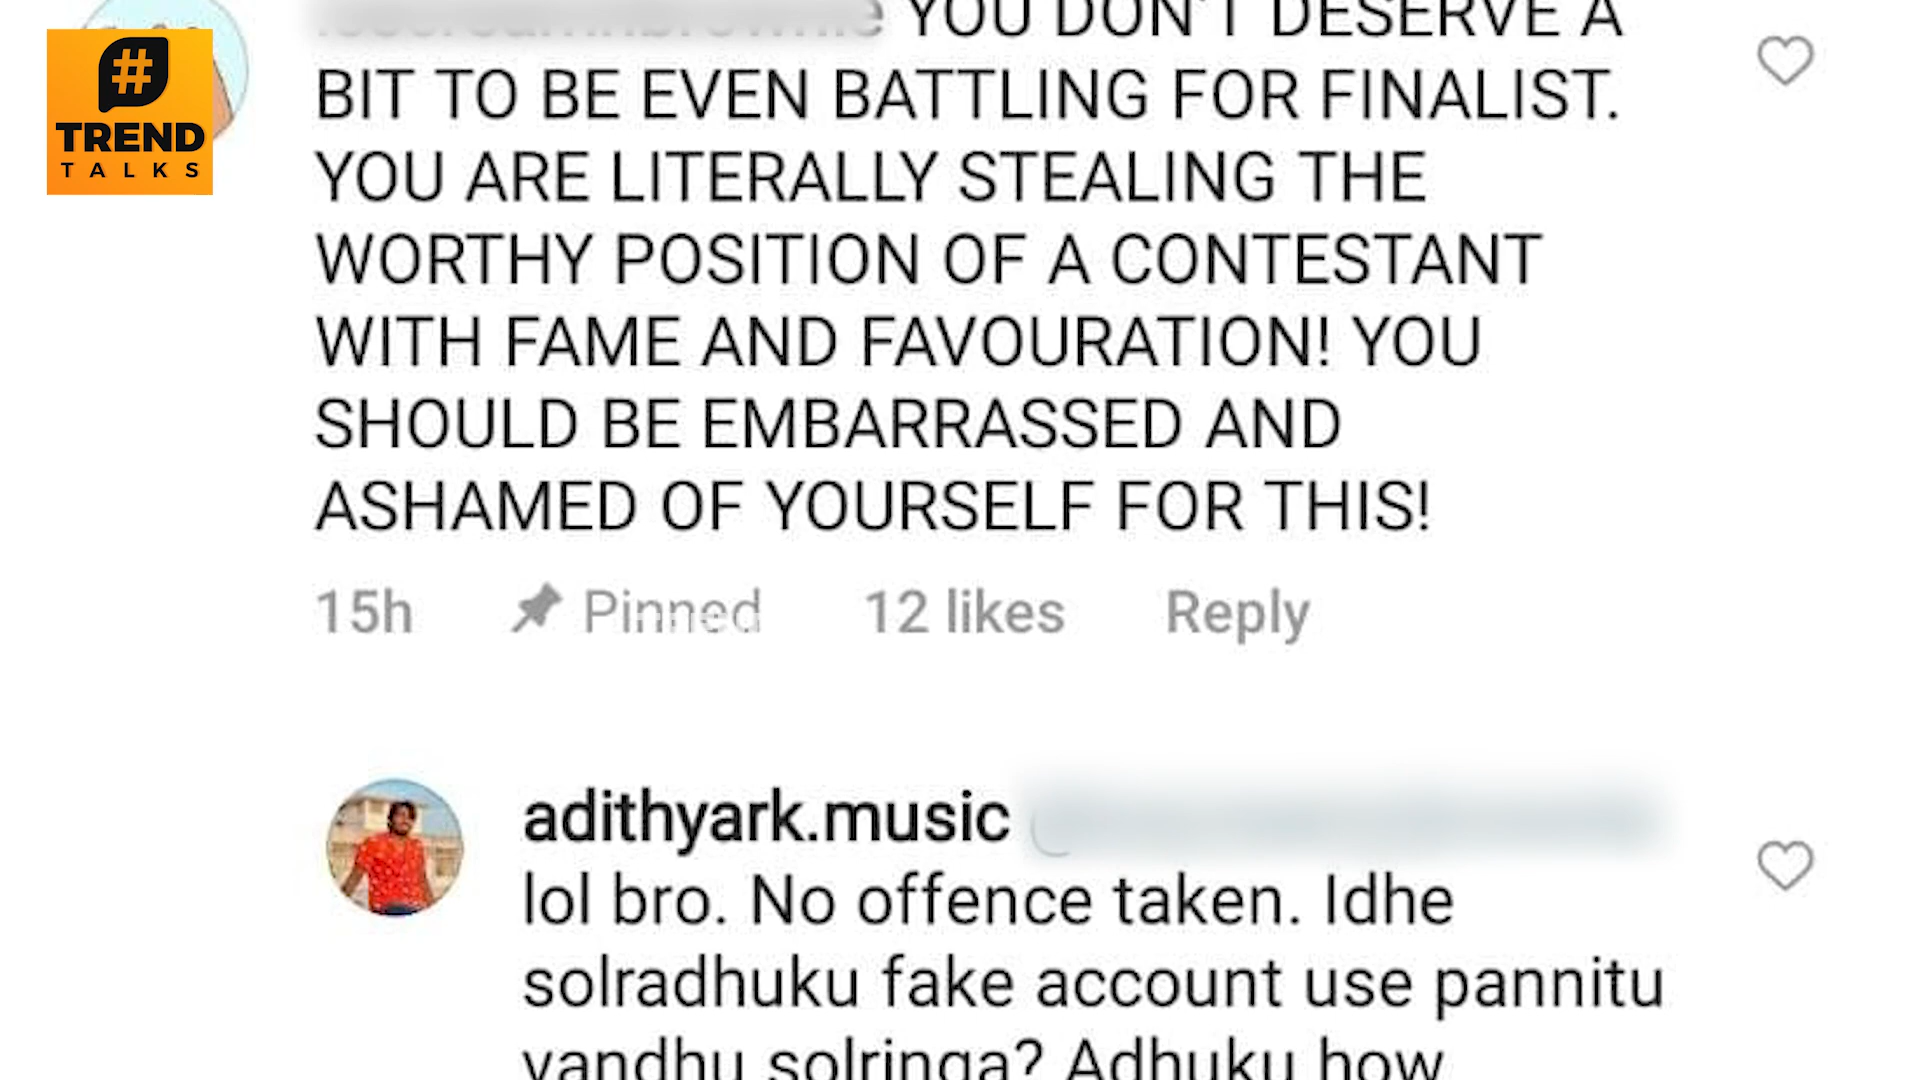 #
TREND
TALKS
YOU DON'T DESERVE A
BIT TO BE EVEN BATTLING FOR FINALIST.
YOU ARE LITERALLY STEALING THE
WORTHY POSITION OF A CONTESTANT
WITH FAME AND FAVOURATION! YOU
SHOULD BE EMBARRASSED AND
ASHAMED OF YOURSELF FOR THIS!
15h Pinned 12 likes Reply
adithyark.music
lol bro. No offence taken. Idhe
solradhuku fake account use pannitu
vandhu solringa? Adhuku how